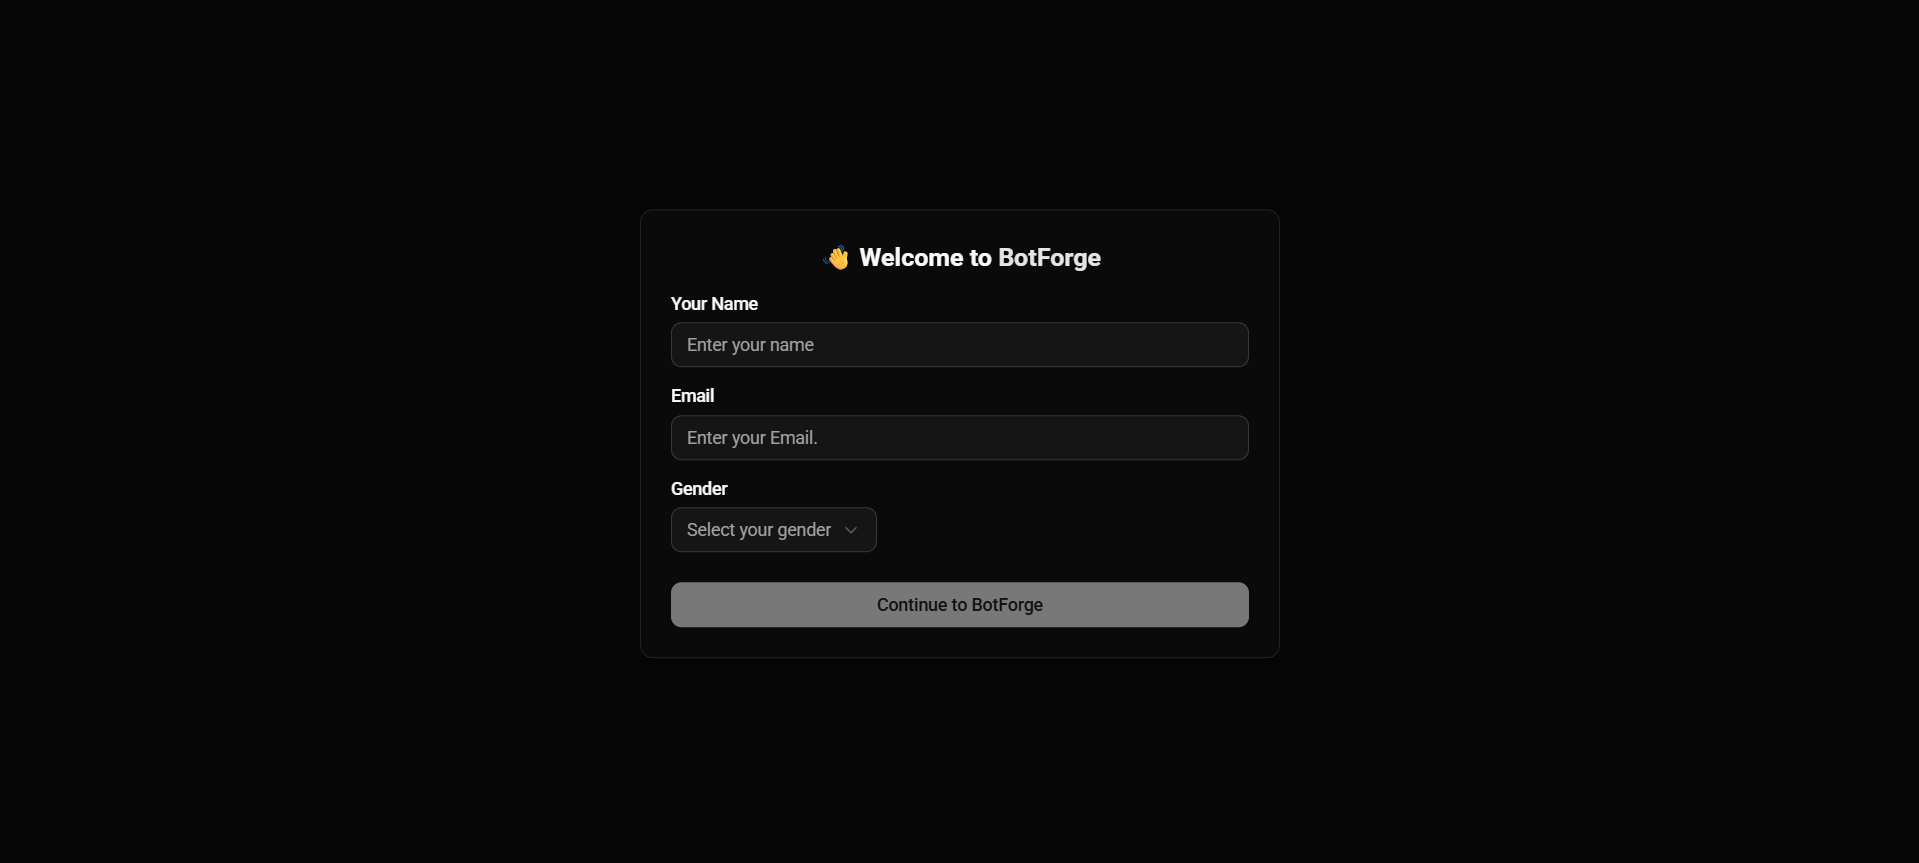 👋 Welcome to BotForge
Your Name
Enter your name
Email
Enter your Email.
Gender
Select your gender
Continue to BotForge